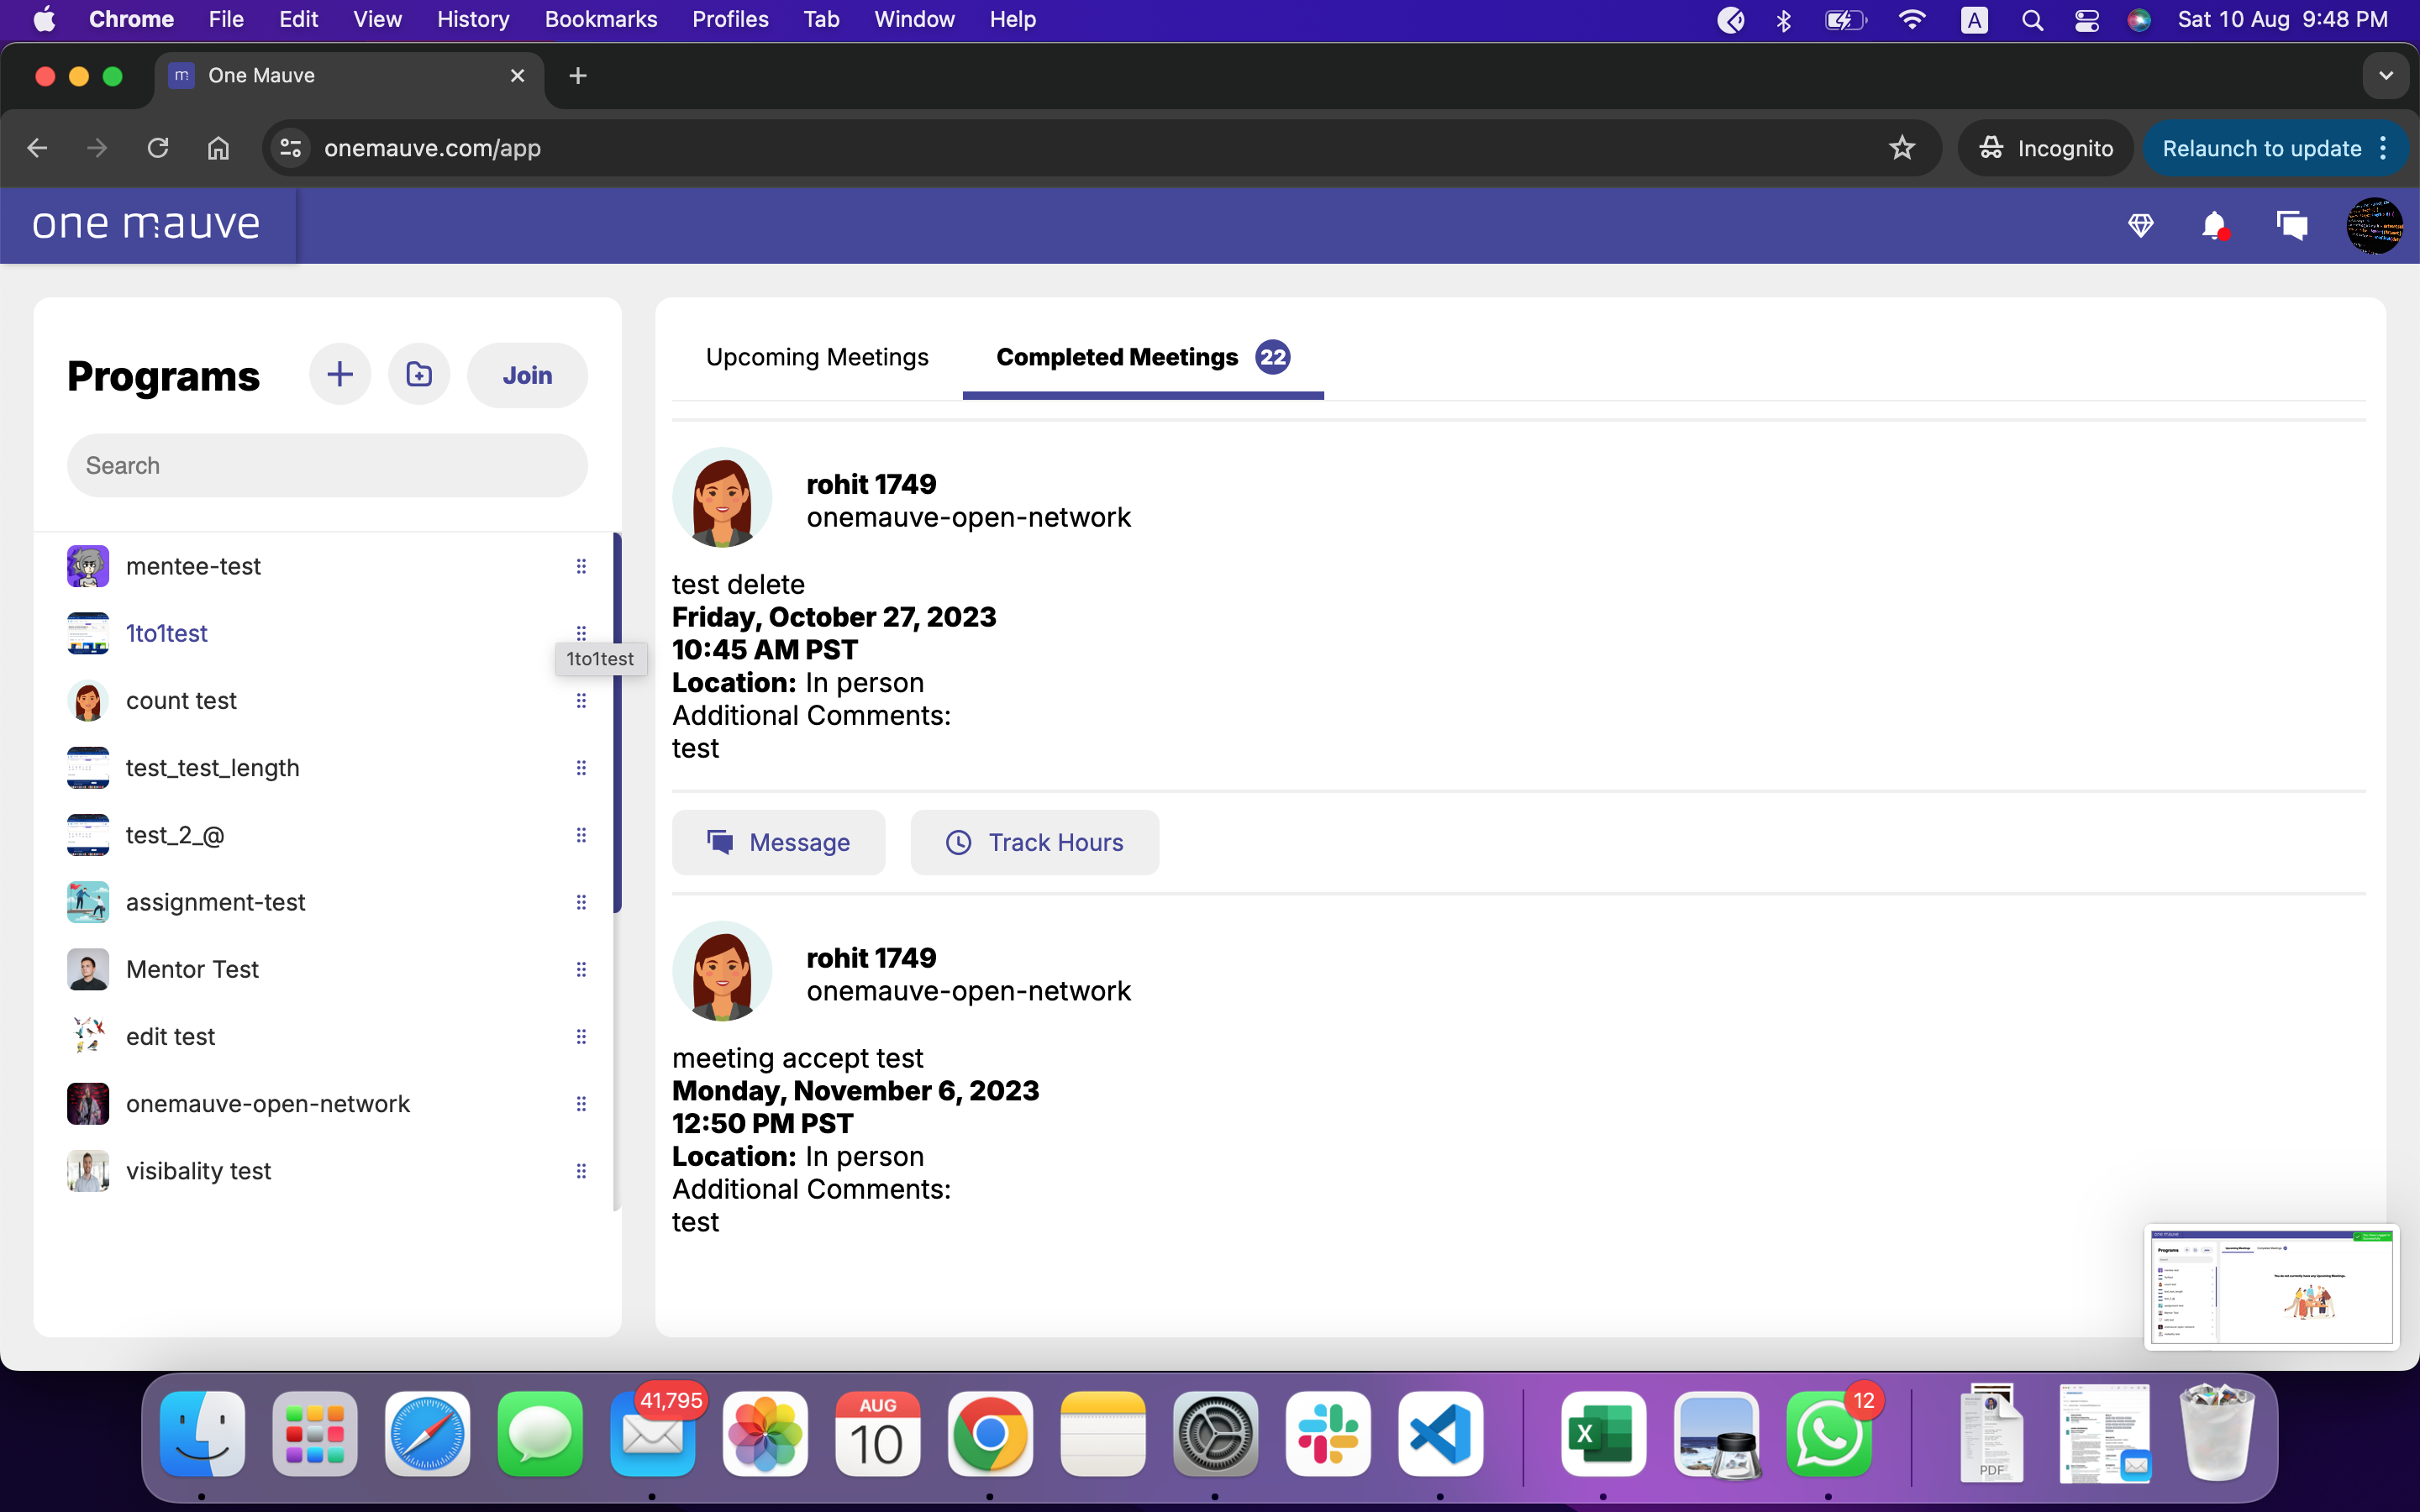 Chrome File Edit View History Bookmarks Profiles Tab Window Help A Sat 10 Aug 9:48 PM
m One Mauve
onemauve.com/app Incognito Relaunch to update
one mauve
Programs Join
Search
mentee-test
1to1test
1to1test
count test
test_test_length
test_2_@
assignment-test
Mentor Test
edit test
onemauve-open-network
visibality test
Upcoming Meetings Completed Meetings 22
rohit 1749
onemauve-open-network
test delete
Friday, October 27, 2023
10:45 AM PST
Location: In person
Additional Comments:
test
Message Track Hours
rohit 1749
onemauve-open-network
meeting accept test
Monday, November 6, 2023
12:50 PM PST
Location: In person
Additional Comments:
test
41,795
AUG
10
X
12
PDF